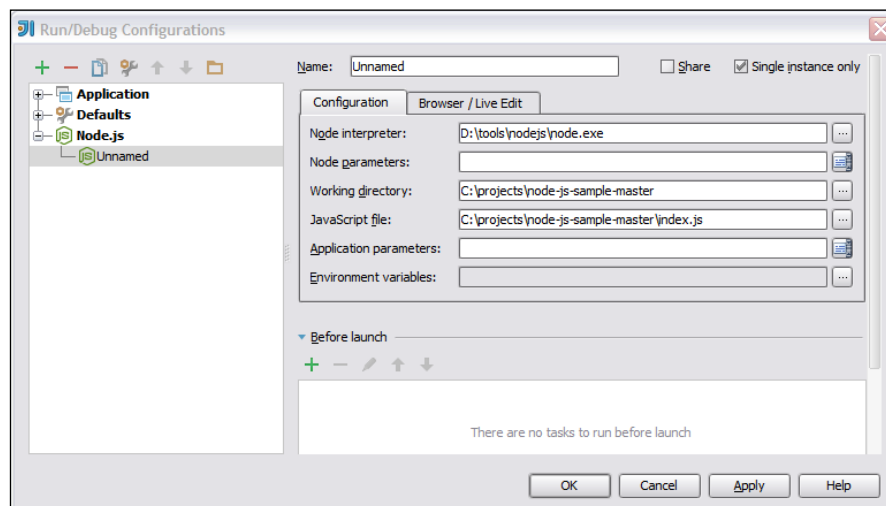 Run/Debug Configurations
Name: Unnamed Share Single instance only
Application
Defaults
Node.js
Unnamed
Configuration Browser / Live Edit
Node interpreter: D:\tools\nodejs\node.exe
Node parameters:
Working directory: C:\projects\node-js-sample-master
JavaScript file: C:\projects\node-js-sample-master\index.js
Application parameters:
Environment variables:
Before launch
There are no tasks to run before launch
OK Cancel Apply Help